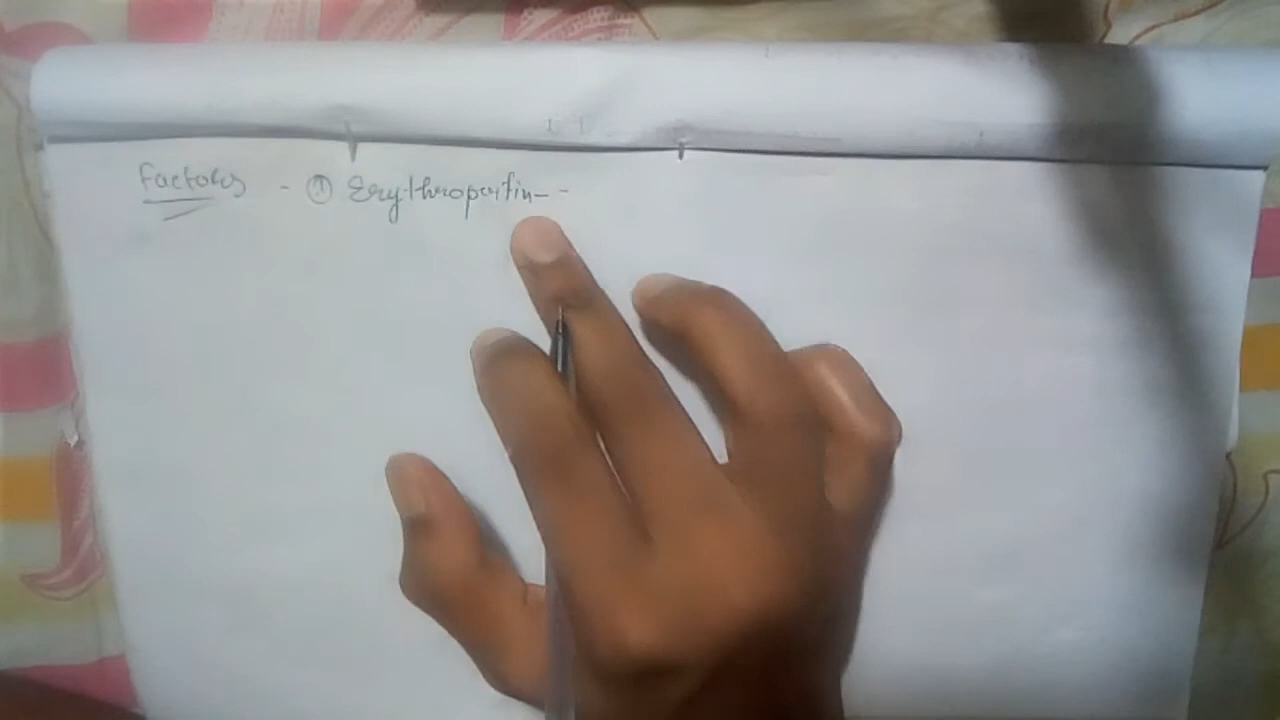 Factors - ① Erythropoitin - -